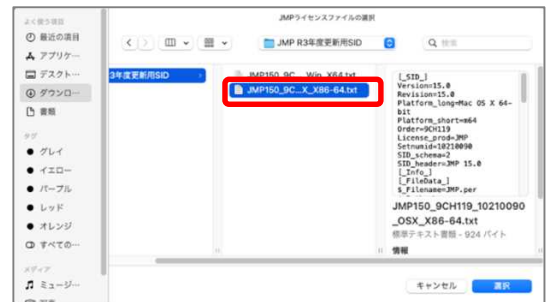 JMPライセンスファイルの選択
よく使う項目
最近の項目
アプリケ…
デスクト…
ダウンロ…
書類
タグ
グレイ
イエロー
パープル
レッド
オレンジ
すべての…
メディア
ミュージ…
JMP R3年度更新用SID
検索
3年度更新用SID
JMP150_9C…_Win_X64.txt
JMP150_9C...X_X86-64.txt
[_SID_]
Version=15.0
Revision=15.0
Platform_long=Mac OS X 64-
bit
Platform_short=m64
Order=9CH119
License_prod=JMP
Setnumid=10210090
SID_schema=2
SID_header=JMP 15.0
[_Info_]
[_FileData_]
$_Filename=JMP.per
JMP150_9CH119_10210090
_OSX_X86-64.txt
標準テキスト書類 - 924 バイト
情報
キャンセル
選択